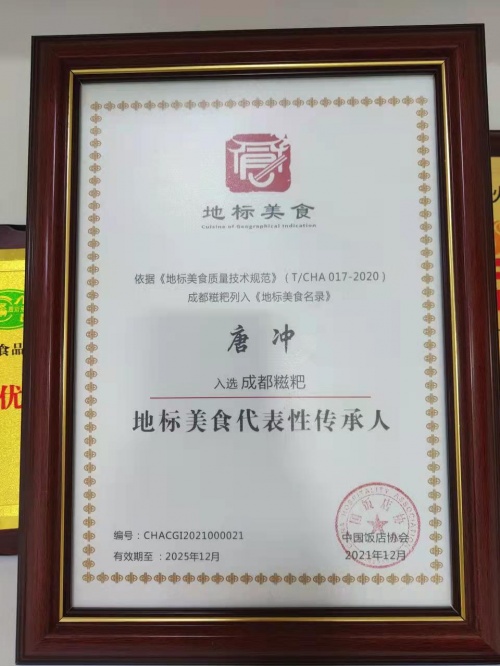 地标美食
Cuisine of Geographical Indication
依据《地标美食质量技术规范》（T/CHA 017-2020）
成都糍粑列入《地标美食名录》
唐冲
入选 成都糍粑
地标美食代表性传承人
编号：CHACGI2021000021
有效期至：2025年12月
中国饭店协会
2021年12月
食品
优